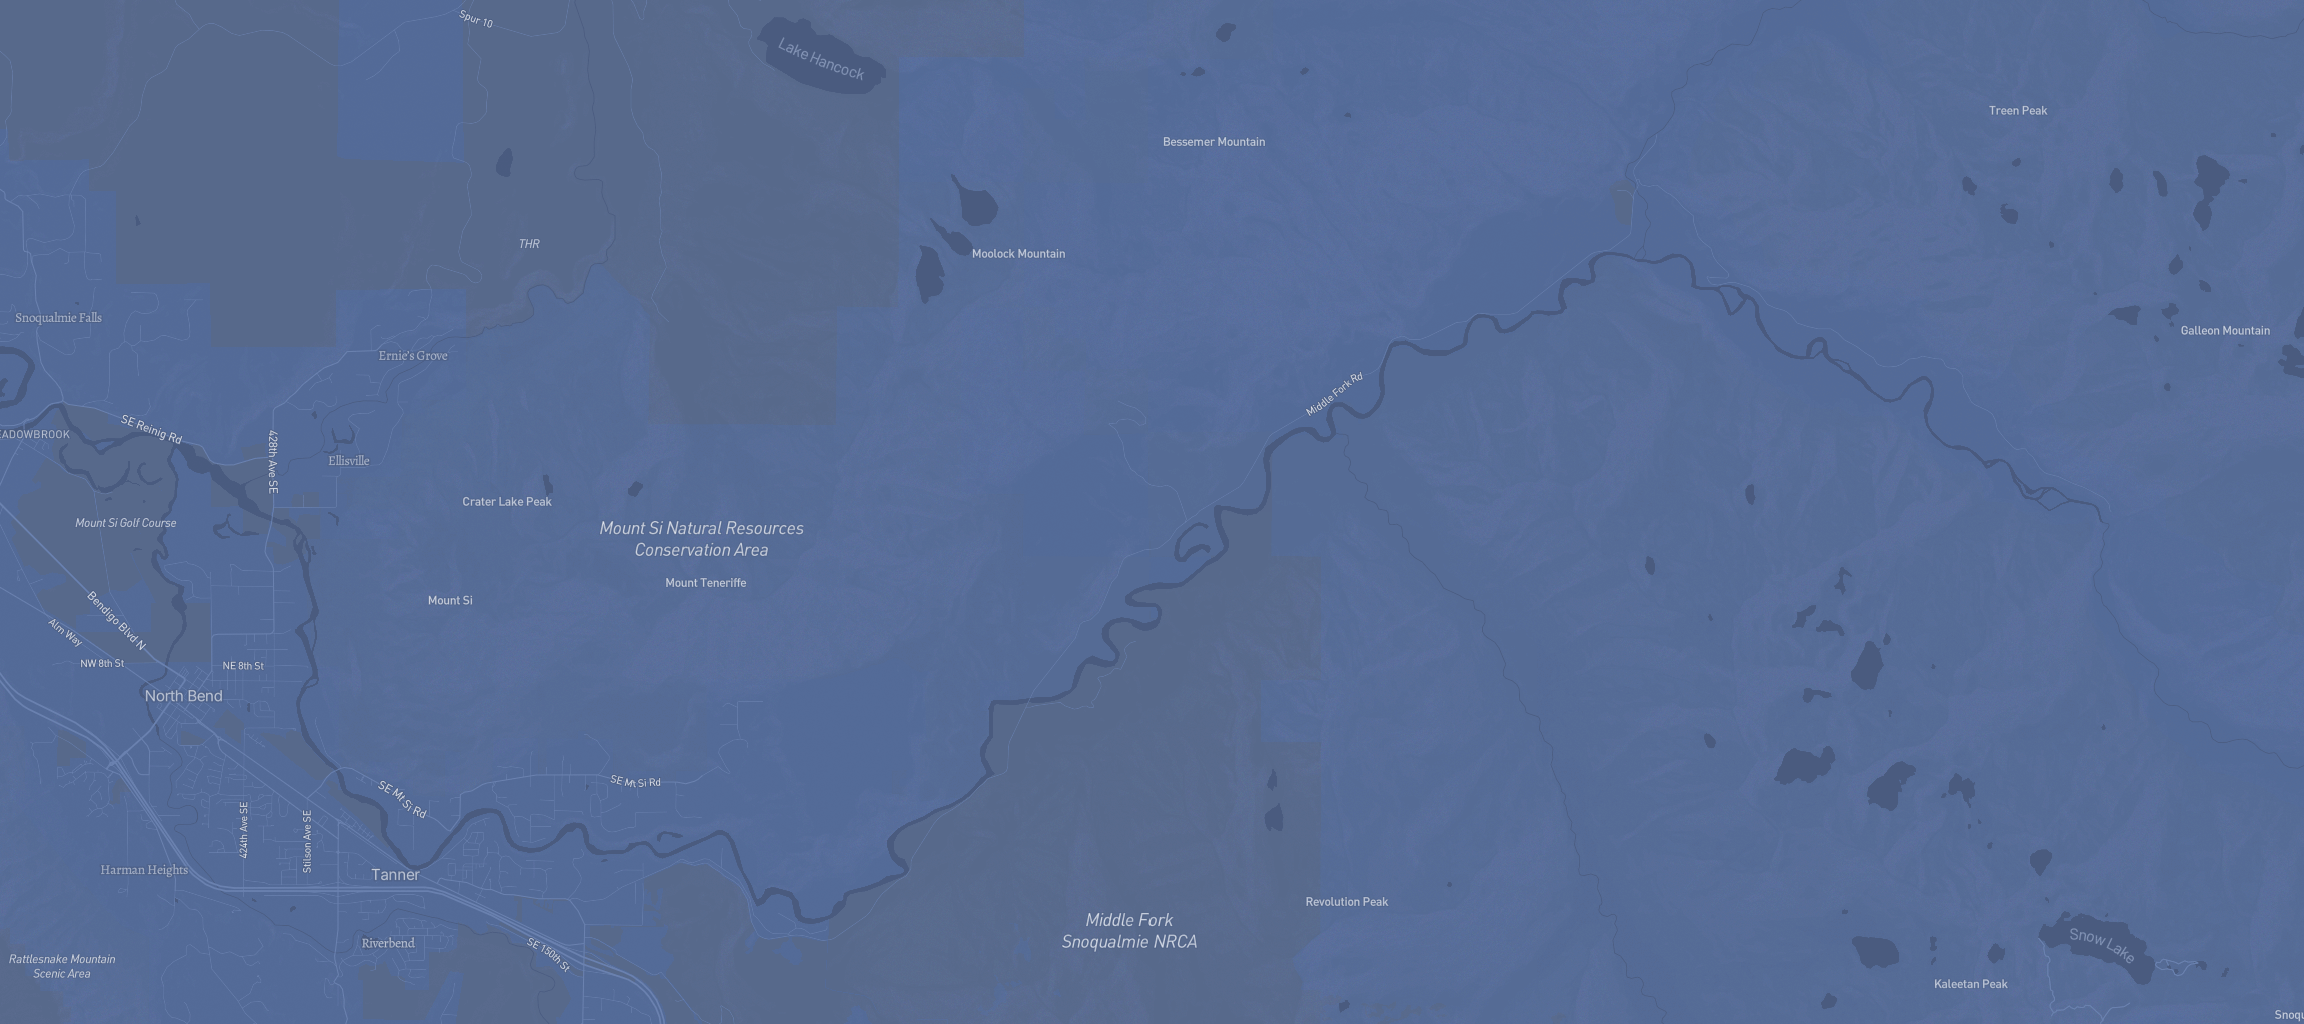 Spur 10
Lake Hancock
Treen Peak
Bessemer Mountain
THR
Moolock Mountain
Snoqualmie Falls
Galleon Mountain
Ernie's Grove
Middle Fork Rd
EADOWBROOK
SE Reinig Rd
428th Ave SE
Ellisville
Crater Lake Peak
Mount Si Golf Course
Mount Si Natural Resources
Conservation Area
Mount Teneriffe
Mount Si
Bendigo Blvd N
Alm Way
NW 8th St
NE 8th St
North Bend
SE Mt Si Rd
SE Mt Si Rd
424th Ave SE
Stilson Ave SE
Harman Heights
Tanner
Revolution Peak
Middle Fork
Snoqualmie NRCA
Riverbend
SE 150th St
Rattlesnake Mountain
Scenic Area
Snow Lake
Kaleetan Peak
Snoqu